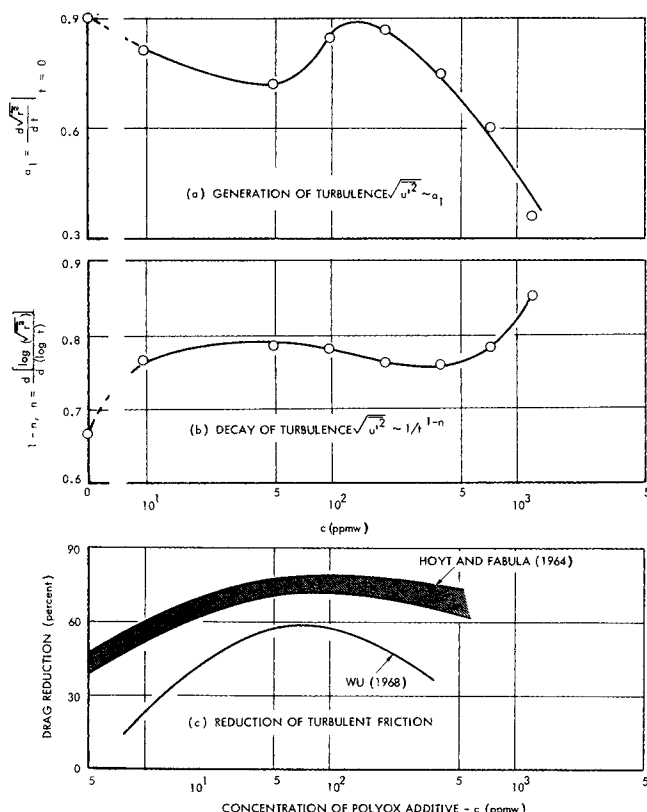 0.9
0.6
0.3
a₁ = d√r̄² / dt | t = 0
(a) GENERATION OF TURBULENCE √u'² ~ a₁
0.9
0.8
0.7
0.6
1-n, n = d[log (√r̄²)] / d (log t)
(b) DECAY OF TURBULENCE √u'² ~ 1/t¹⁻ⁿ
0 10¹ 5 10² 5 10³ 5
c (ppmw)
90
60
30
0
DRAG REDUCTION (percent)
HOYT AND FABULA (1964)
WU (1968)
(c) REDUCTION OF TURBULENT FRICTION
5 10¹ 5 10² 5 10³ 5
CONCENTRATION OF POLYOX ADDITIVE - c (ppmw)